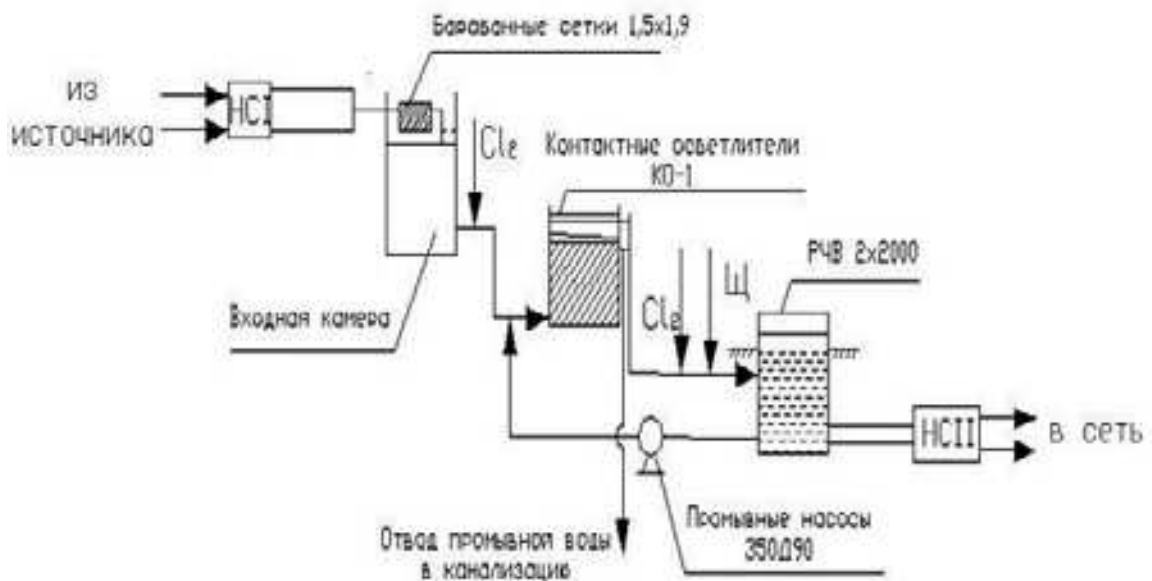 Барабанные сетки 1,5х1,9
из
источника
НСI
Cl2
Контактные осветлители
КО-1
РЧВ 2х2000
Щ
Cl2
Входная камера
НСII
в сеть
Промывные насосы
350Д90
Отвод промывной воды
в канализацию